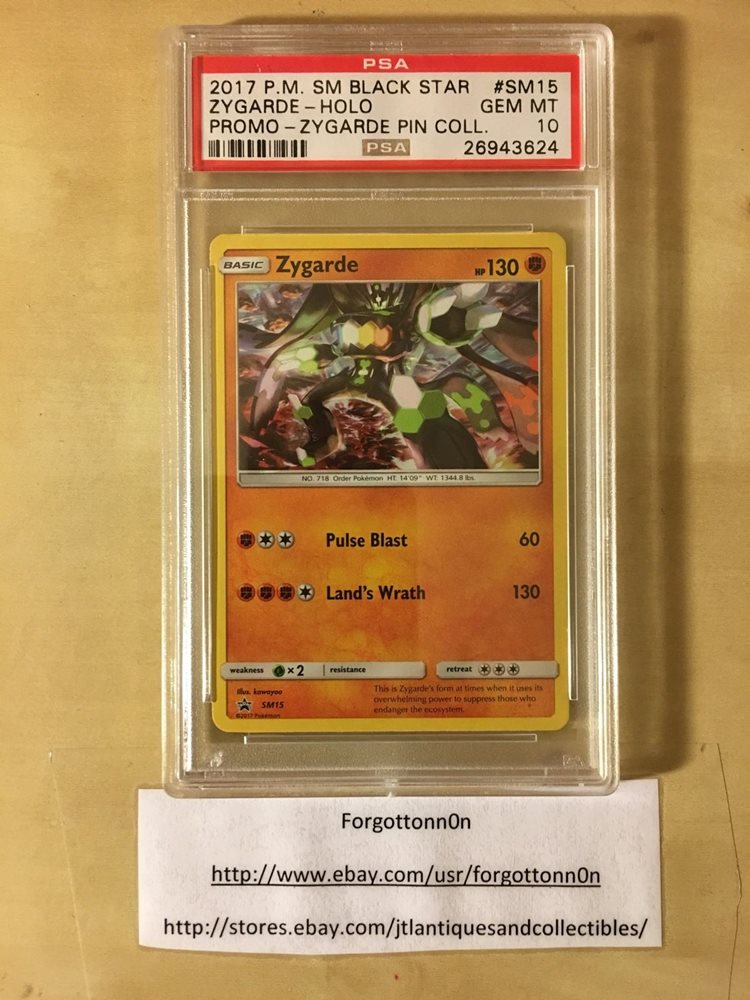 PSA
2017 P.M. SM BLACK STAR #SM15
ZYGARDE - HOLO GEM MT
PROMO - ZYGARDE PIN COLL. 10
PSA 26943624
BASIC Zygarde HP 130
NO. 718 Order Pokémon HT: 14'09" WT: 1344.8 lbs.
Pulse Blast 60
Land's Wrath 130
weakness ×2 resistance retreat
Illus. kawayoo
SM15
©2017 Pokémon
This is Zygarde's form at times when it uses its
overwhelming power to suppress those who
endanger the ecosystem.
Forgottonn0n
http://www.ebay.com/usr/forgottonn0n
http://stores.ebay.com/jtlantiquesandcollectibles/